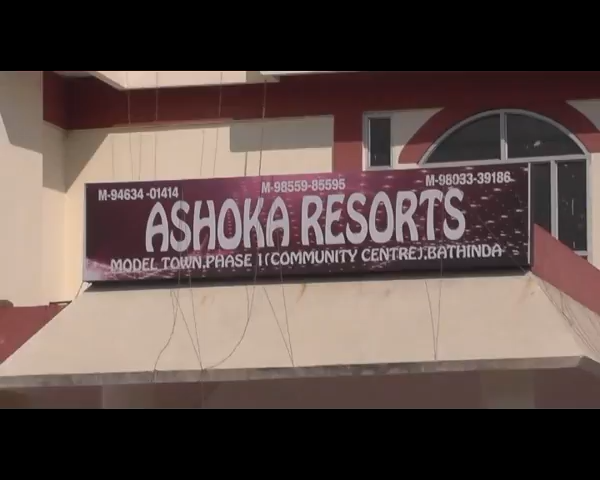 M-94634-01414 M-98559-85595 M-98033-39186
ASHOKA RESORTS
MODEL TOWN.PHASE 1(COMMUNITY CENTRE).BATHINDA